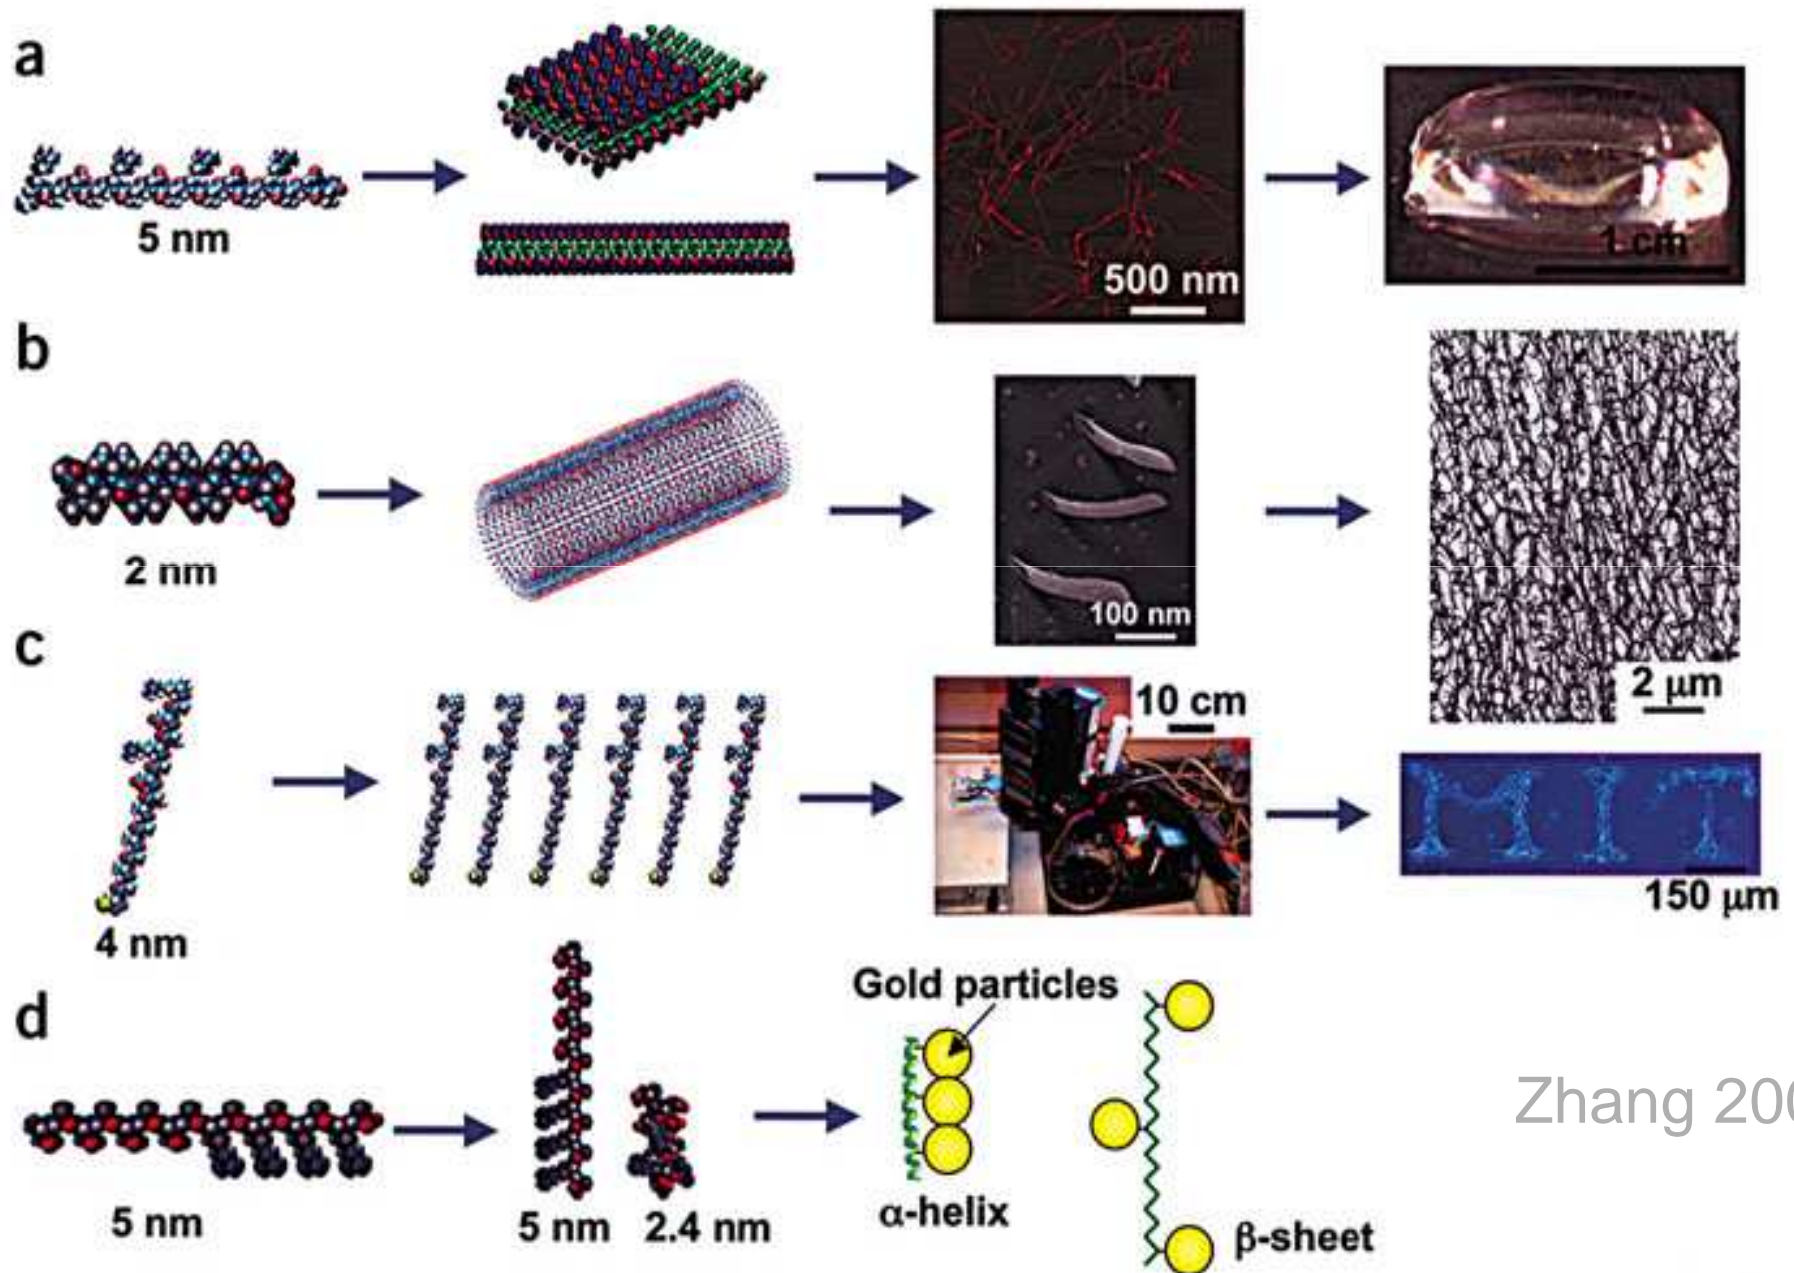 a
5 nm
500 nm
1 cm
b
2 nm
100 nm
2 μm
c
4 nm
10 cm
MIT
150 μm
d
5 nm
5 nm
2.4 nm
Gold particles
α-helix
β-sheet
Zhang